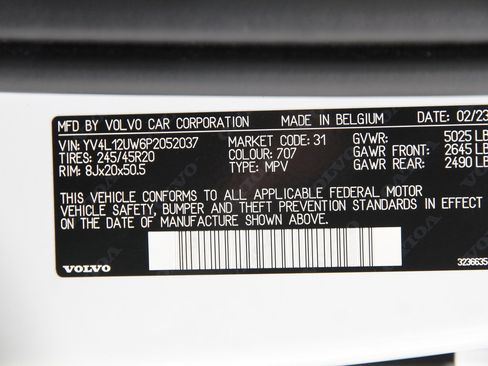 MFD BY VOLVO CAR CORPORATION MADE IN BELGIUM DATE: 02/23
VIN: YV4L12UW6P2052037 MARKET CODE: 31 GVWR: 5025 LB
TIRES: 245/45R20 COLOUR: 707 GAWR FRONT: 2645 LB
RIM: 8Jx20x50.5 TYPE: MPV GAWR REAR: 2490 LB
THIS VEHICLE CONFORMS TO ALL APPLICABLE FEDERAL MOTOR
VEHICLE SAFETY, BUMPER AND THEFT PREVENTION STANDARDS IN EFFECT
ON THE DATE OF MANUFACTURE SHOWN ABOVE.
VOLVO 3236635